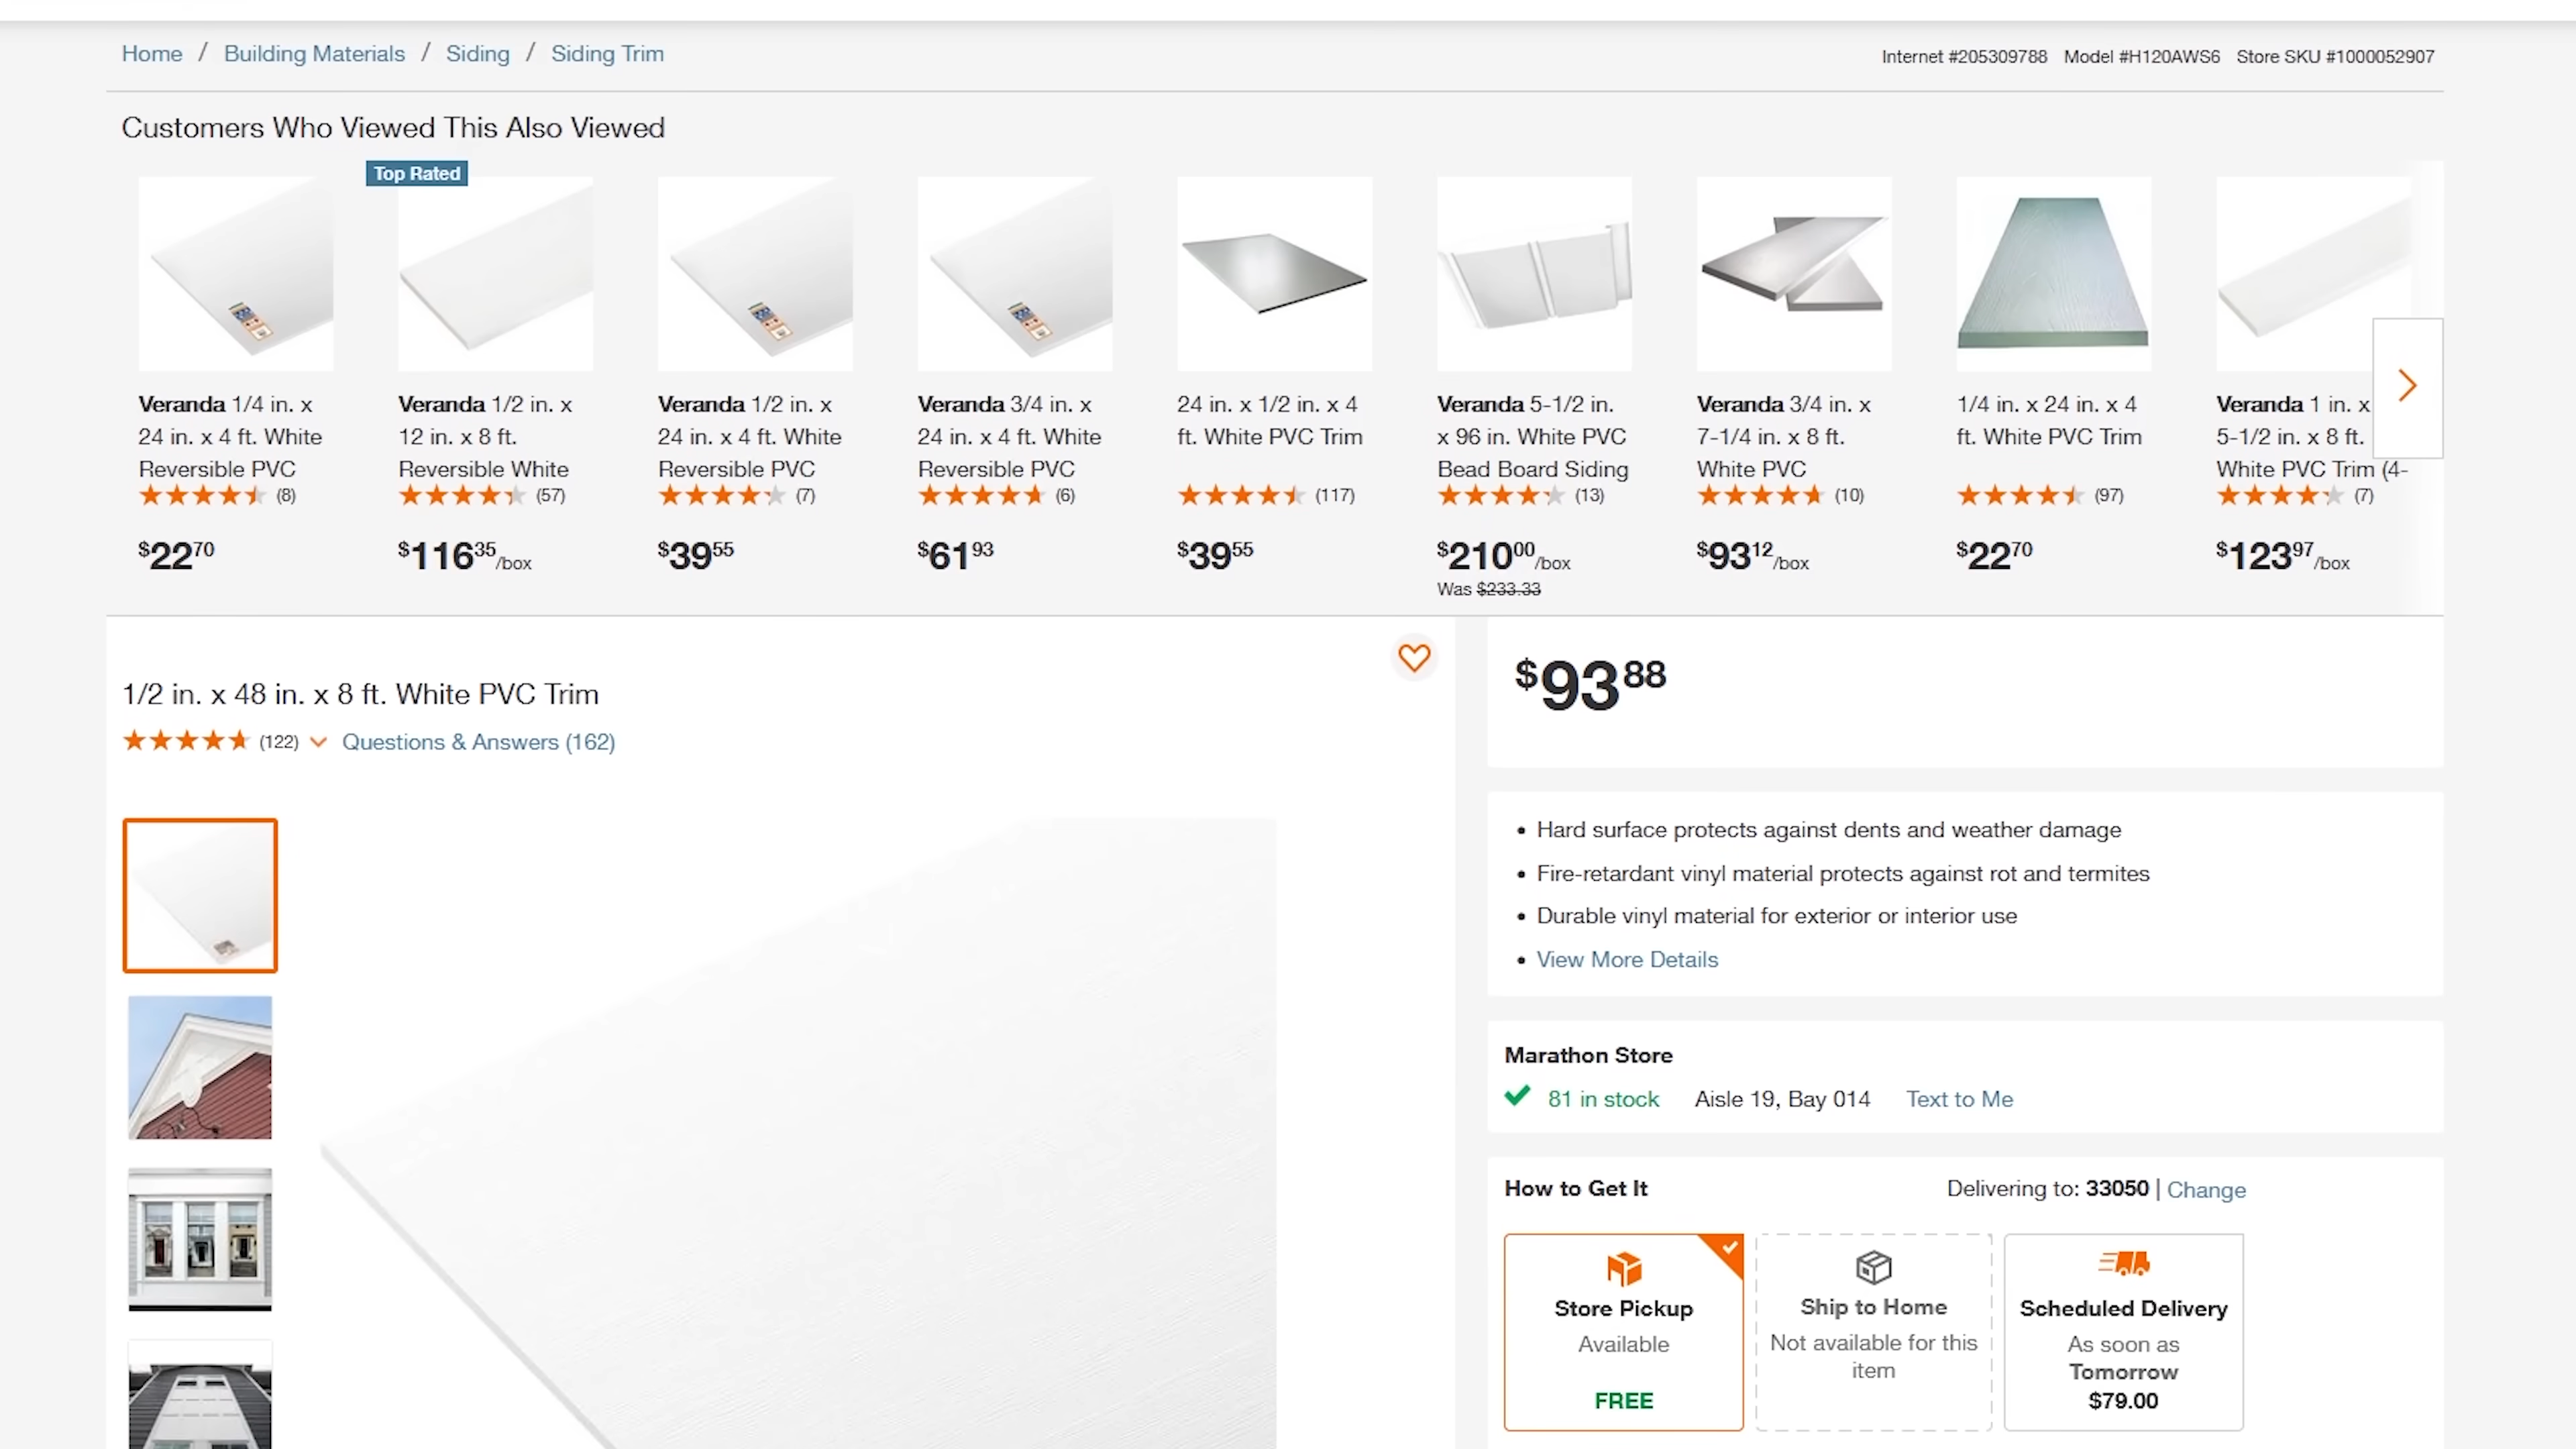 Home / Building Materials / Siding / Siding Trim
Internet #205309788 Model #H120AWS6 Store SKU #1000052907
Customers Who Viewed This Also Viewed
Top Rated
Veranda 1/4 in. x
24 in. x 4 ft. White
Reversible PVC
(8)
$22 70
Veranda 1/2 in. x
12 in. x 8 ft.
Reversible White
(57)
$116 35 /box
Veranda 1/2 in. x
24 in. x 4 ft. White
Reversible PVC
(7)
$39 55
Veranda 3/4 in. x
24 in. x 4 ft. White
Reversible PVC
(6)
$61 93
24 in. x 1/2 in. x 4
ft. White PVC Trim
(117)
$39 55
Veranda 5-1/2 in.
x 96 in. White PVC
Bead Board Siding
(13)
$210 00 /box
Was $233.33
Veranda 3/4 in. x
7-1/4 in. x 8 ft.
White PVC
(10)
$93 12 /box
1/4 in. x 24 in. x 4
ft. White PVC Trim
(97)
$22 70
Veranda 1 in. x
5-1/2 in. x 8 ft.
White PVC Trim (4-
(7)
$123 97 /box
1/2 in. x 48 in. x 8 ft. White PVC Trim
(122) Questions & Answers (162)
$93 88
• Hard surface protects against dents and weather damage
• Fire-retardant vinyl material protects against rot and termites
• Durable vinyl material for exterior or interior use
• View More Details
Marathon Store
81 in stock Aisle 19, Bay 014 Text to Me
How to Get It
Delivering to: 33050 | Change
Store Pickup
Available
FREE
Ship to Home
Not available for this
item
Scheduled Delivery
As soon as
Tomorrow
$79.00